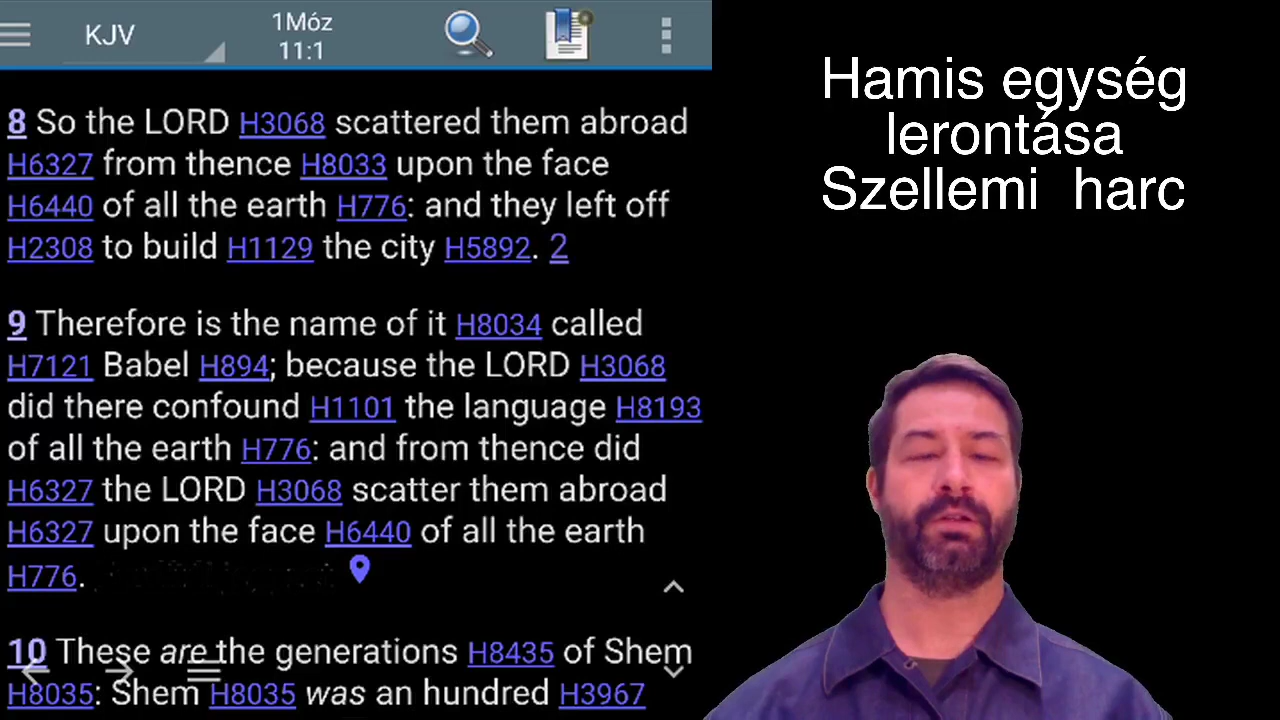 KJV
1Móz
11:1
8 So the LORD H3068 scattered them abroad
H6327 from thence H8033 upon the face
H6440 of all the earth H776: and they left off
H2308 to build H1129 the city H5892. 2
9 Therefore is the name of it H8034 called
H7121 Babel H894; because the LORD H3068
did there confound H1101 the language H8193
of all the earth H776: and from thence did
H6327 the LORD H3068 scatter them abroad
H6327 upon the face H6440 of all the earth
H776.
10 These are the generations H8435 of Shem
H8035: Shem H8035 was an hundred H3967
Hamis egység
lerontása
Szellemi harc